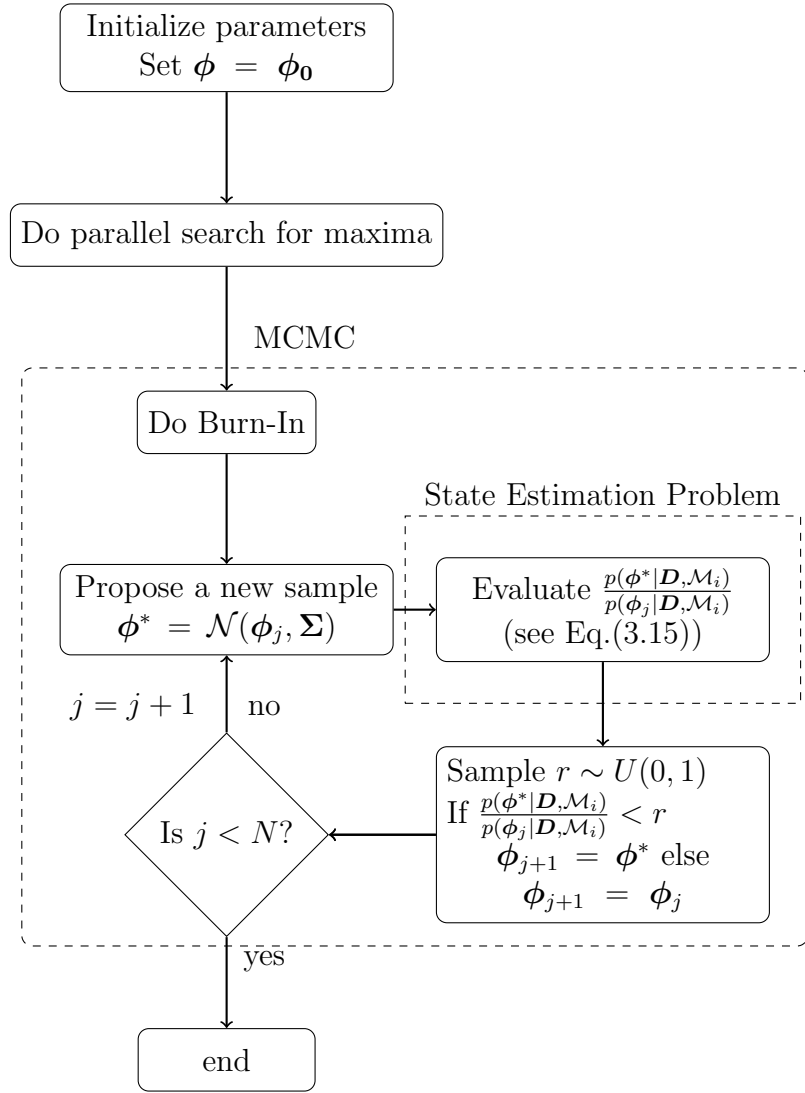 Initialize parameters
Set ϕ = ϕ₀
Do parallel search for maxima
MCMC
Do Burn-In
State Estimation Problem
Propose a new sample
ϕ* = 𝒩(ϕⱼ, Σ)
Evaluate p(ϕ*|D,ℳᵢ)/p(ϕⱼ|D,ℳᵢ)
(see Eq.(3.15))
j = j + 1
no
Sample r ∼ U(0, 1)
If p(ϕ*|D,ℳᵢ)/p(ϕⱼ|D,ℳᵢ) < r
ϕⱼ₊₁ = ϕ* else
ϕⱼ₊₁ = ϕⱼ
Is j < N?
yes
end